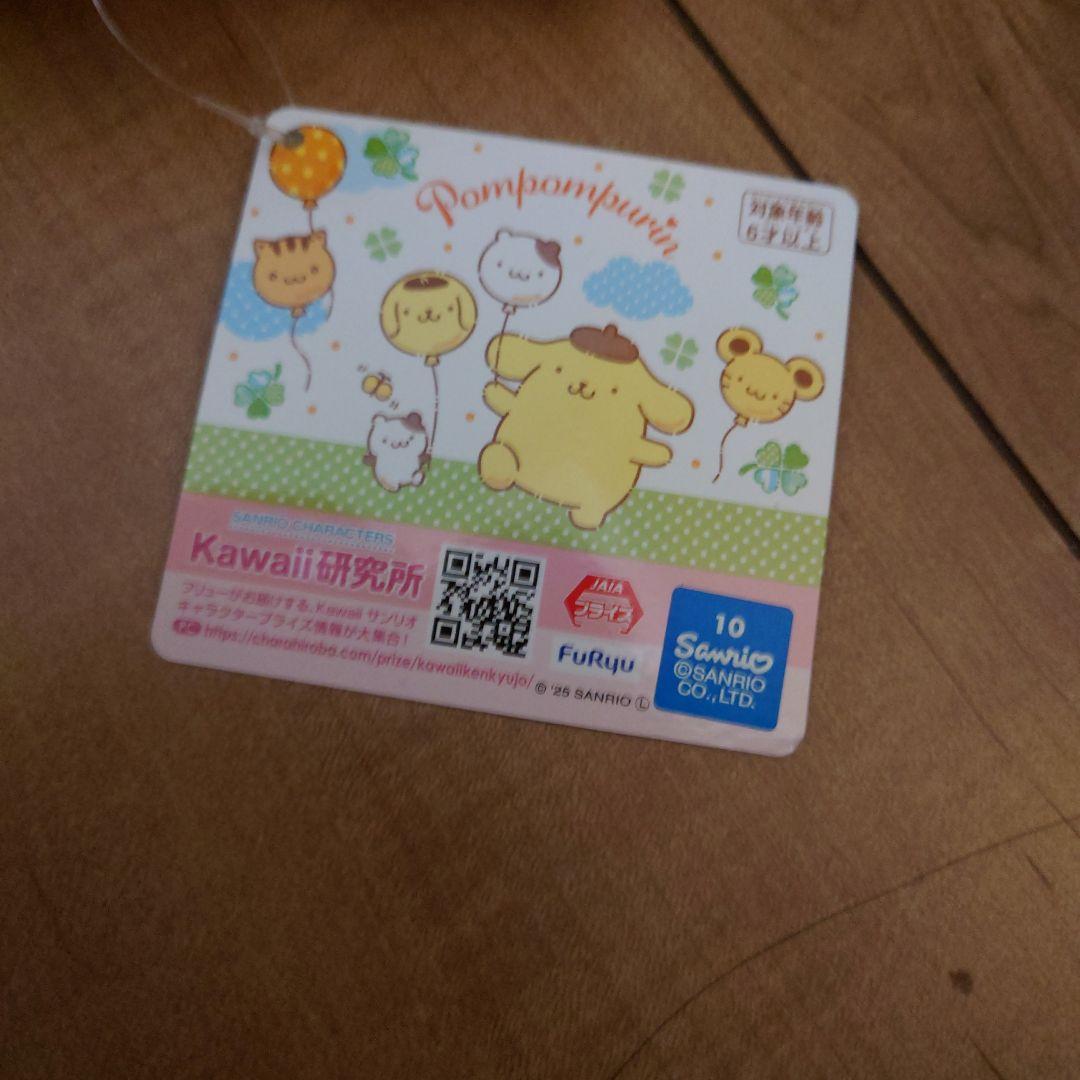 Pompompurin
対象年齢
6才以上
SANRIO CHARACTERS
Kawaii研究所
フリューがお届けする、Kawaii サンリオ
キャラクタープライズ情報が大集合！
PC https://charahiroba.com/prize/kawaiikenkyujo/
JAIA
プライズ
FuRyu
© '25 SANRIO Ⓛ
10
Sanrio
©SANRIO
CO.,LTD.